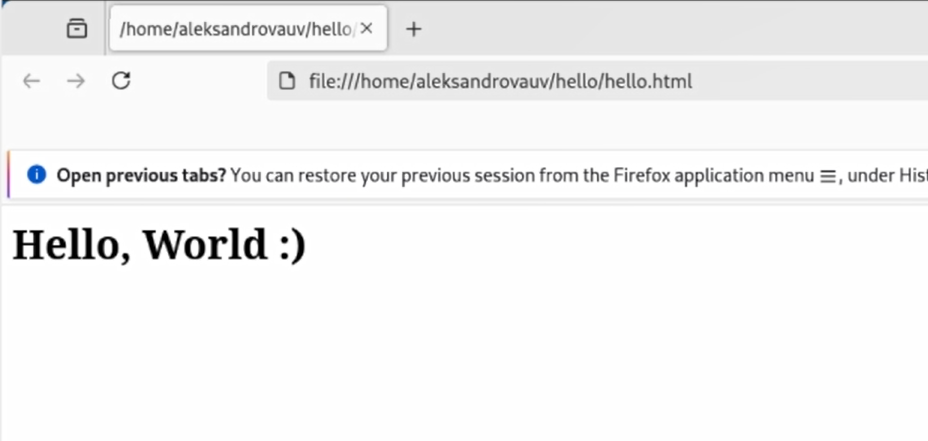 /home/aleksandrovauv/hello/
file:///home/aleksandrovauv/hello/hello.html
Open previous tabs? You can restore your previous session from the Firefox application menu ☰, under Hist
Hello, World :)